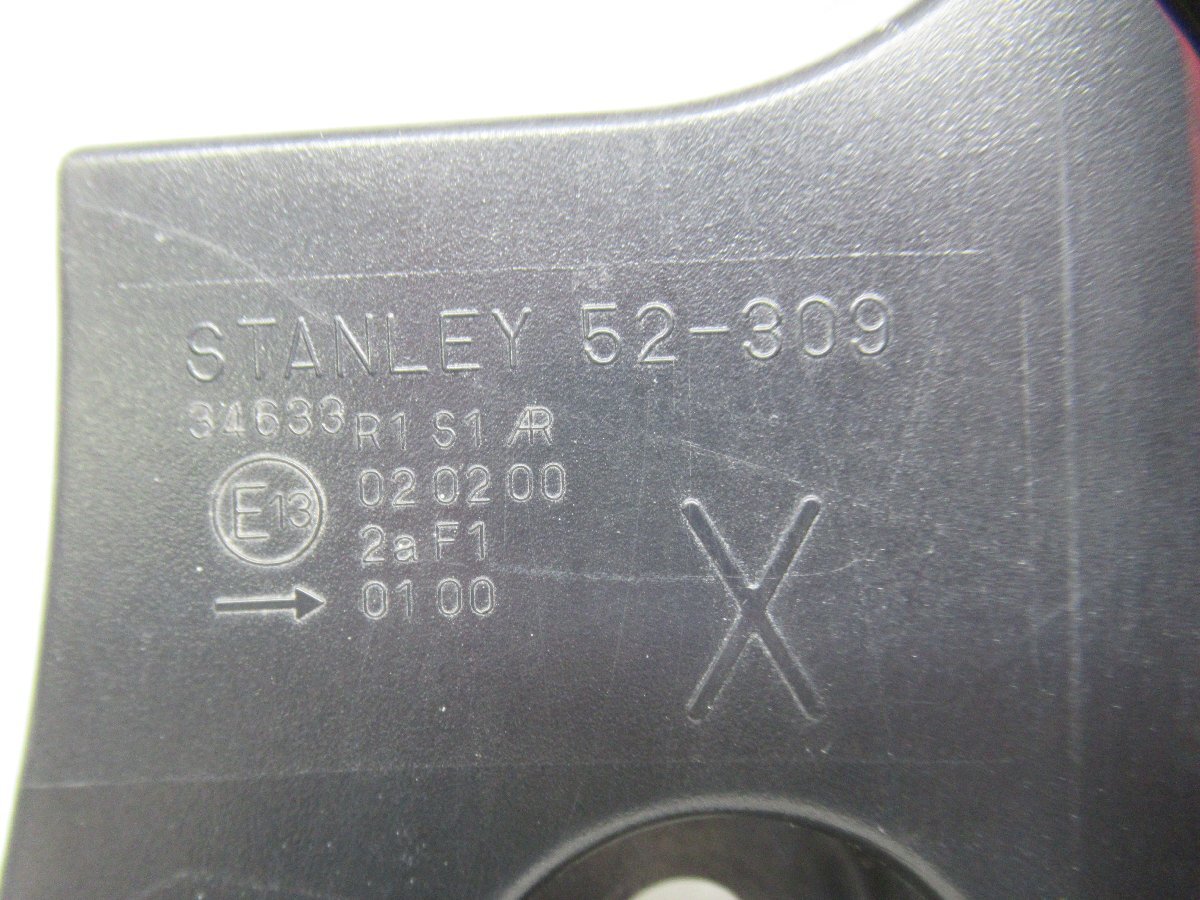 STANLEY 52-309
34633 R1 S1 AR
E13 02 02 00
2a F1
→ 01 00
X